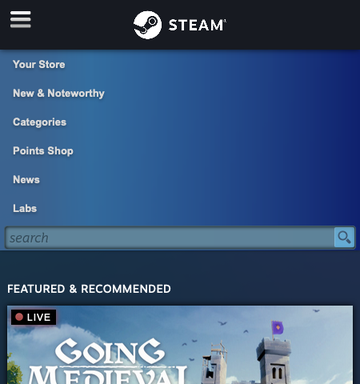 STEAM
Your Store
New & Noteworthy
Categories
Points Shop
News
Labs
search
FEATURED & RECOMMENDED
LIVE
GOING
MEDIEVAL